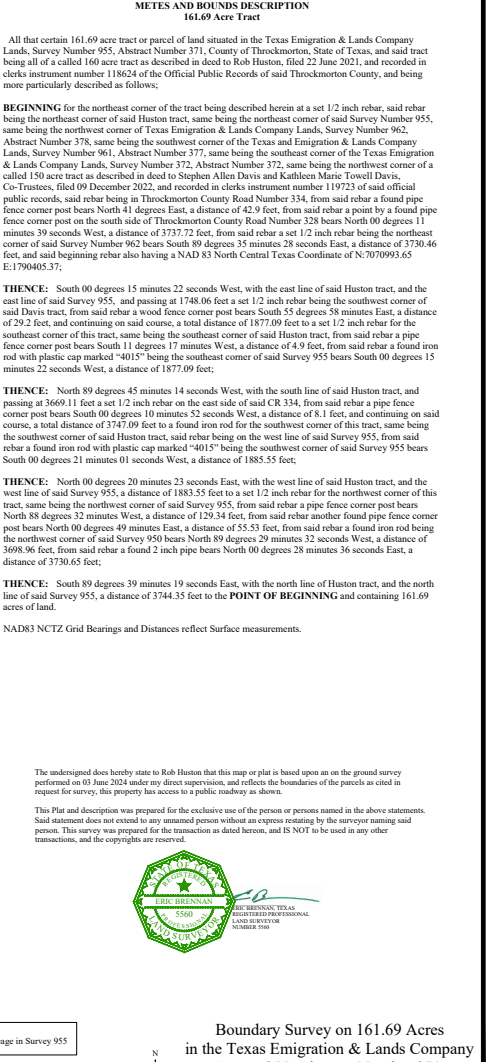 METES AND BOUNDS DESCRIPTION
161.69 Acre Tract
All that certain 161.69 acre tract or parcel of land situated in the Texas Emigration & Lands Company
Lands, Survey Number 955, Abstract Number 371, County of Throckmorton, State of Texas, and said tract
being all of a called 160 acre tract as described in deed to Rob Huston, filed 22 June 2021, and recorded in
clerks instrument number 118624 of the Official Public Records of said Throckmorton County, and being
more particularly described as follows;
BEGINNING for the northeast corner of the tract being described herein at a set 1/2 inch rebar, said rebar
being the northeast corner of said Huston tract, same being the northeast corner of said Survey Number 955,
same being the northwest corner of Texas Emigration & Lands Company Lands, Survey Number 962,
Abstract Number 378, same being the southwest corner of the Texas and Emigration & Lands Company
Lands, Survey Number 961, Abstract Number 377, same being the southeast corner of the Texas Emigration
& Lands Company Lands, Survey Number 372, Abstract Number 372, same being the northwest corner of a
called 150 acre tract as described in deed to Stephen Allen Davis and Kathleen Marie Towell Davis,
Co-Trustees, filed 09 December 2022, and recorded in clerks instrument number 119723 of said official
public records, said rebar being in Throckmorton County Road Number 334, from said rebar a found pipe
fence corner post bears North 41 degrees East, a distance of 42.9 feet, from said rebar a point by a found pipe
fence corner post on the south side of Throckmorton County Road Number 328 bears North 00 degrees 11
minutes 39 seconds West, a distance of 3737.72 feet, from said rebar a set 1/2 inch rebar being the northeast
corner of said Survey Number 962 bears South 89 degrees 35 minutes 28 seconds East, a distance of 3730.46
feet, and said beginning rebar also having a NAD 83 North Central Texas Coordinate of N:7070993.65
E:1790405.37;
THENCE: South 00 degrees 15 minutes 22 seconds West, with the east line of said Huston tract, and the
east line of said Survey 955, and passing at 1748.06 feet a set 1/2 inch rebar being the southwest corner of
said Davis tract, from said rebar a wood fence corner post bears South 55 degrees 58 minutes East, a distance
of 29.2 feet, and continuing on said course, a total distance of 1877.09 feet to a set 1/2 inch rebar for the
southeast corner of this tract, same being the southeast corner of said Huston tract, from said rebar a pipe
fence corner post bears South 11 degrees 17 minutes West, a distance of 4.9 feet, from said rebar a found iron
rod with plastic cap marked “4015” being the southeast corner of said Survey 955 bears South 00 degrees 15
minutes 22 seconds West, a distance of 1877.09 feet;
THENCE: North 89 degrees 45 minutes 14 seconds West, with the south line of said Huston tract, and
passing at 3669.11 feet a set 1/2 inch rebar on the east side of said CR 334, from said rebar a pipe fence
corner post bears South 00 degrees 10 minutes 52 seconds West, a distance of 8.1 feet, and continuing on said
course, a total distance of 3747.09 feet to a found iron rod for the southwest corner of this tract, same being
the southwest corner of said Huston tract, said rebar being on the west line of said Survey 955, from said
rebar a found iron rod with plastic cap marked “4015” being the southwest corner of said Survey 955 bears
South 00 degrees 21 minutes 01 seconds West, a distance of 1885.55 feet;
THENCE: North 00 degrees 20 minutes 23 seconds East, with the west line of said Huston tract, and the
west line of said Survey 955, a distance of 1883.55 feet to a set 1/2 inch rebar for the northwest corner of this
tract, same being the northwest corner of said Survey 955, from said rebar a pipe fence corner post bears
North 88 degrees 32 minutes West, a distance of 129.34 feet, from said rebar another found pipe fence corner
post bears North 00 degrees 49 minutes East, a distance of 55.53 feet, from said rebar a found iron rod being
the northwest corner of said Survey 950 bears North 89 degrees 29 minutes 32 seconds West, a distance of
3698.96 feet, from said rebar a found 2 inch pipe bears North 00 degrees 28 minutes 36 seconds East, a
distance of 3730.65 feet;
THENCE: South 89 degrees 39 minutes 19 seconds East, with the north line of Huston tract, and the north
line of said Survey 955, a distance of 3744.35 feet to the POINT OF BEGINNING and containing 161.69
acres of land.
NAD83 NCTZ Grid Bearings and Distances reflect Surface measurements.
The undersigned does hereby state to Rob Huston that this map or plat is based upon an on the ground survey
performed on 03 June 2024 under my direct supervision, and reflects the boundaries of the parcels as cited in
request for survey, this property has access to a public roadway as shown.
This Plat and description was prepared for the exclusive use of the person or persons named in the above statements.
Said statement does not extend to any unnamed person without an express restating by the surveyor naming said
person. This survey was prepared for the transaction as dated hereon, and IS NOT to be used in any other
transactions, and the copyrights are reserved.
STATE OF TEXAS
REGISTERED
ERIC BRENNAN
5560
PROFESSIONAL
LAND SURVEYOR
ERIC BRENNAN, TEXAS
REGISTERED PROFESSIONAL
LAND SURVEYOR
NUMBER 5560
age in Survey 955
N
Boundary Survey on 161.69 Acres
in the Texas Emigration & Lands Company